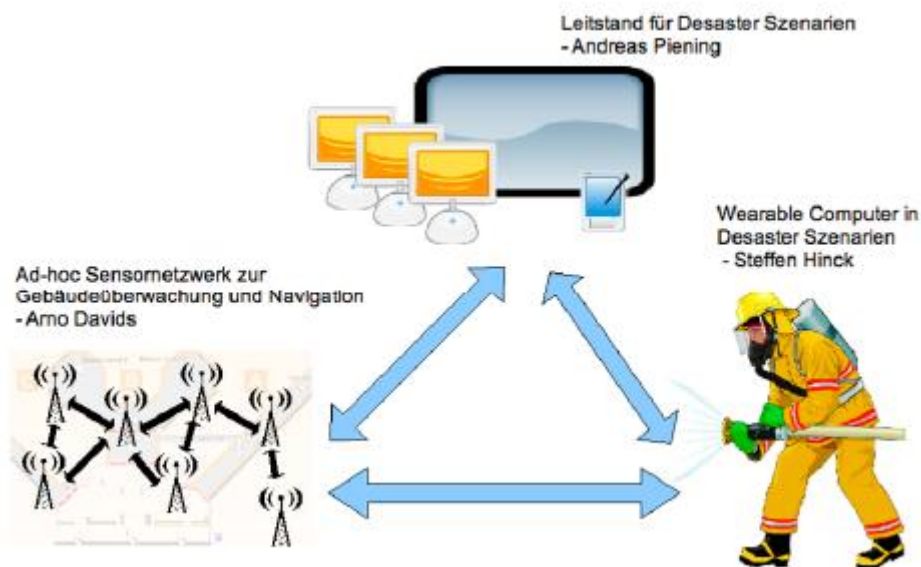 Leitstand für Desaster Szenarien
- Andreas Piening
Wearable Computer in
Desaster Szenarien
- Steffen Hinck
Ad-hoc Sensornetzwerk zur
Gebäudeüberwachung und Navigation
- Arno Davids